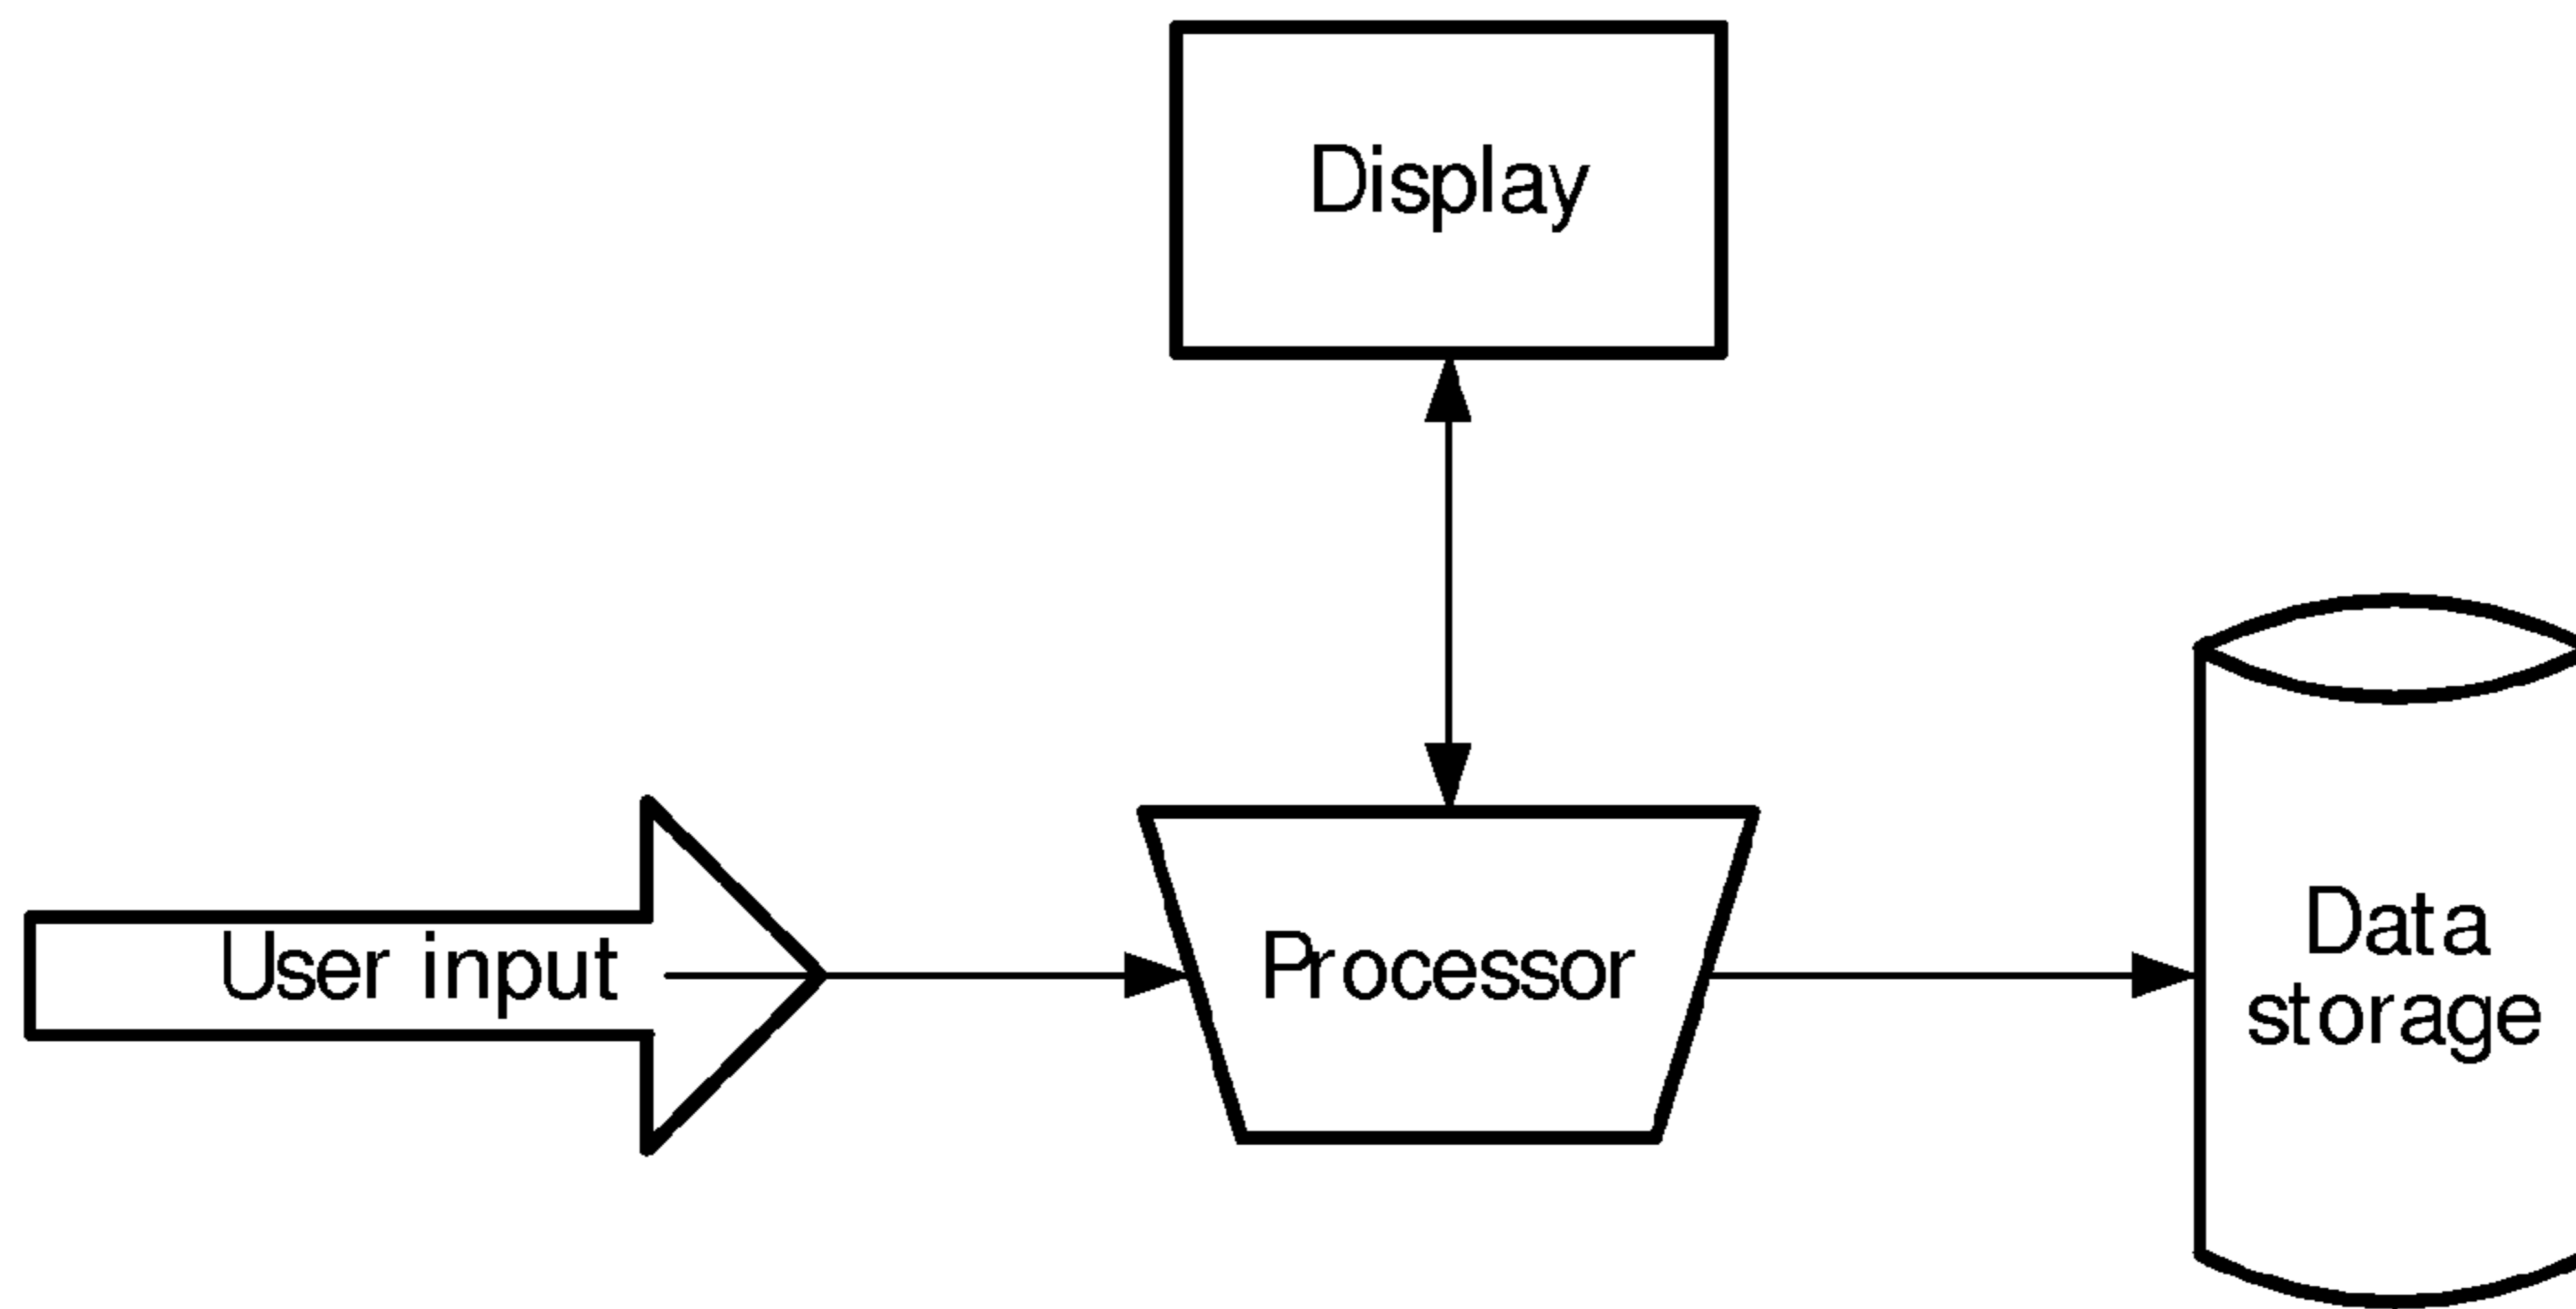 Display
User input
Processor
Data
storage